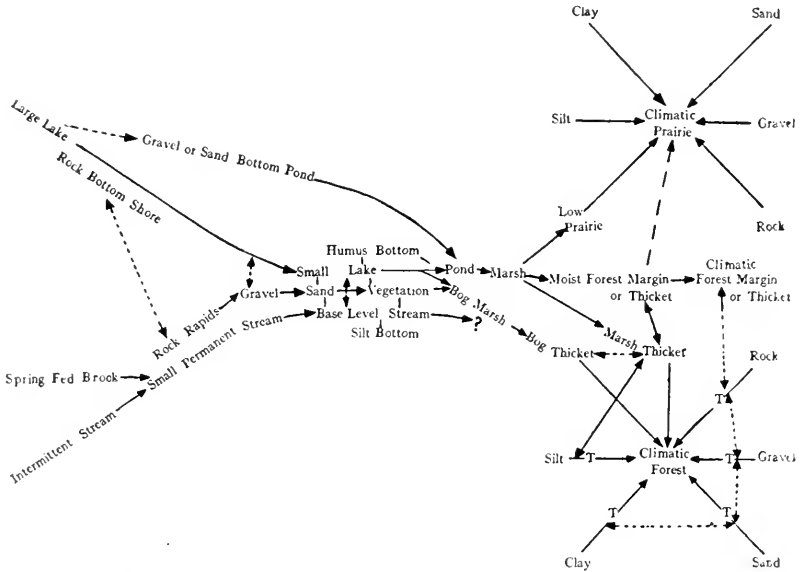 Clay
Sand
Silt
Climatic
Prairie
Gravel
Large Lake
Gravel or Sand Bottom Pond
Rock Bottom Shore
Low
Prairie
Rock
Humus Bottom
Small Lake Pond Marsh Moist Forest Margin
or Thicket
Climatic
Forest Margin
or Thicket
Rock Rapids Gravel Sand Vegetation Bog Marsh Bog
Thicket
Marsh
Thicket
Small Permanent Stream Base Level Stream ?
Silt Bottom
Spring Fed Brock
Intermittent Stream
Rock
T
Silt T
Climatic
Forest
T Gravel
T
T
Clay
Sand